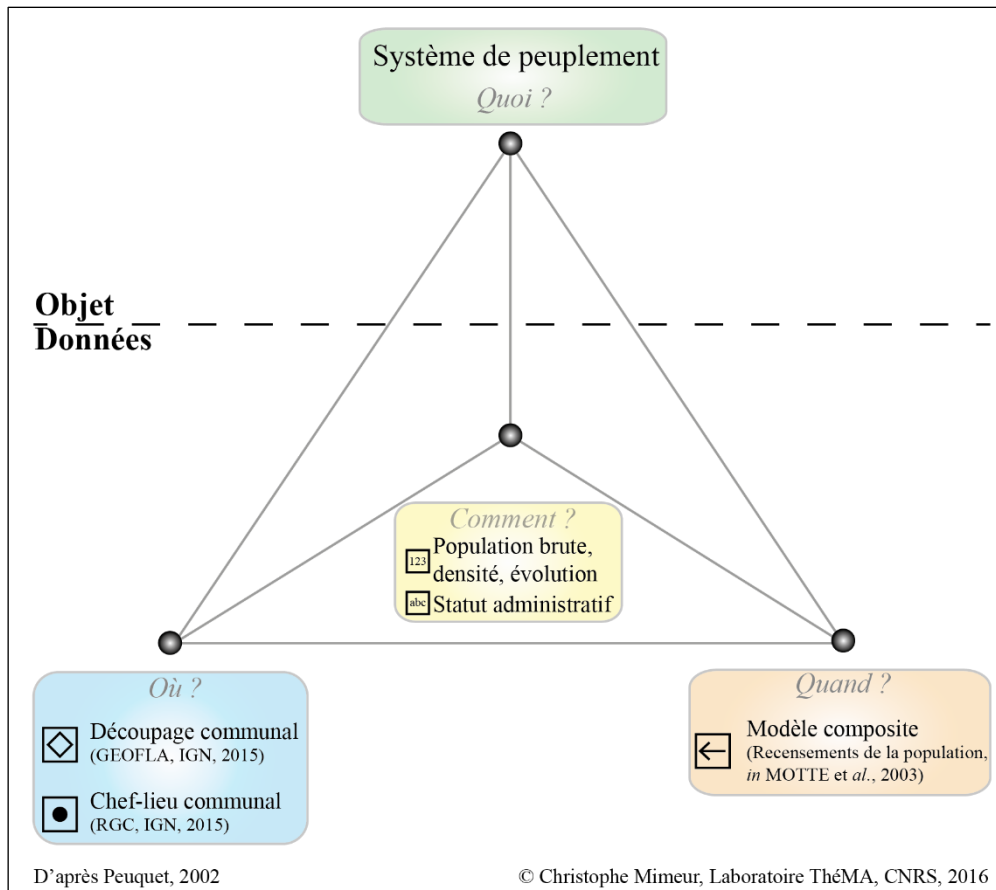 Système de peuplement
Quoi ?
Objet
Données
Comment ?
123 Population brute,
densité, évolution
abc Statut administratif
Où ?
Découpage communal
(GEOFLA, IGN, 2015)
Chef-lieu communal
(RGC, IGN, 2015)
Quand ?
Modèle composite
(Recensements de la population,
in MOTTE et al., 2003)
D'après Peuquet, 2002
© Christophe Mimeur, Laboratoire ThéMA, CNRS, 2016